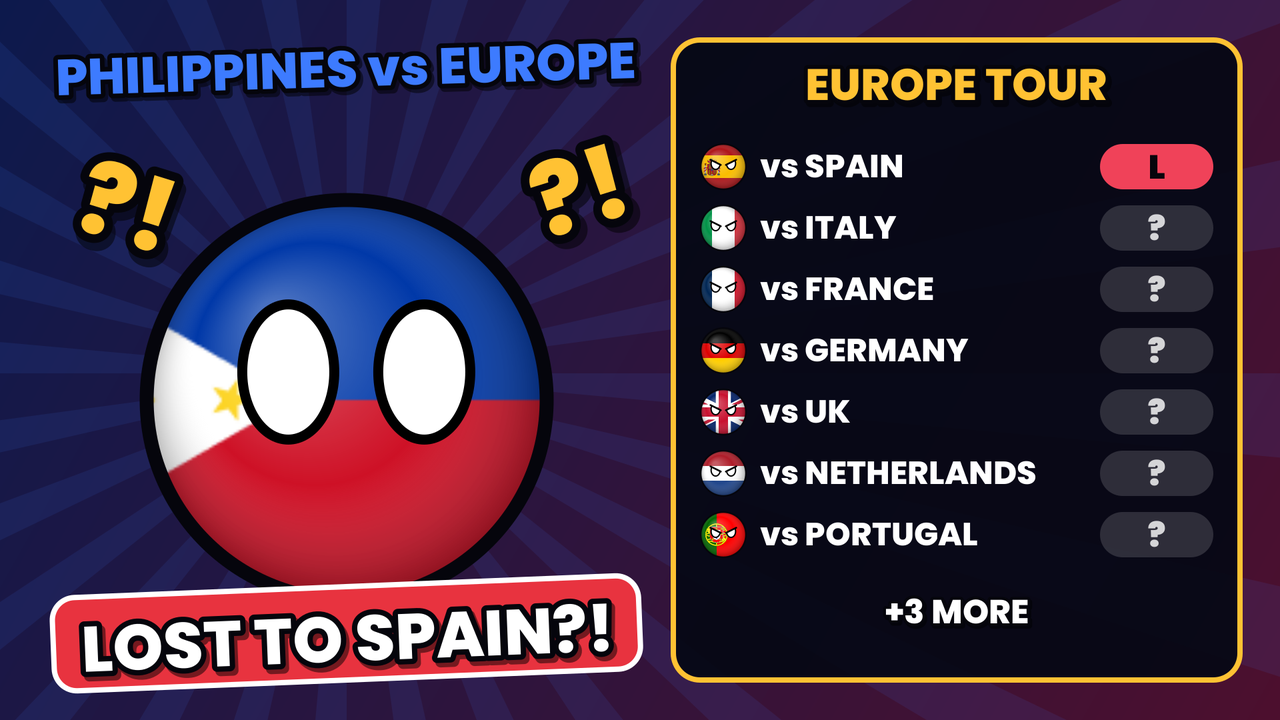 PHILIPPINES vs EUROPE
?!
?!
LOST TO SPAIN?!
EUROPE TOUR
vs SPAIN L
vs ITALY ?
vs FRANCE ?
vs GERMANY ?
vs UK ?
vs NETHERLANDS ?
vs PORTUGAL ?
+3 MORE